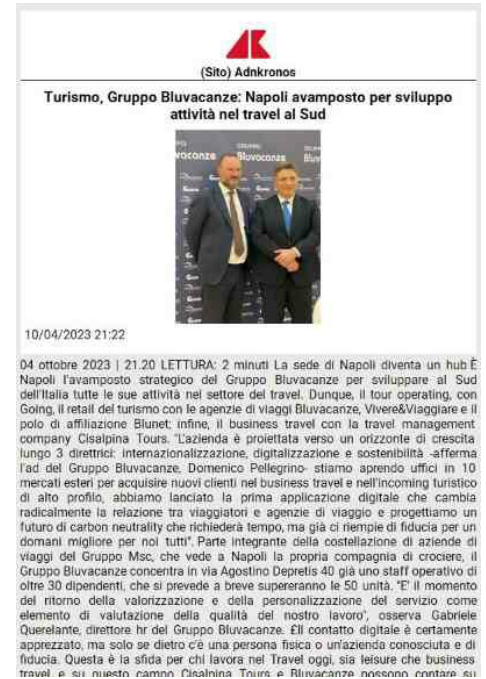 (Sito) Adnkronos
Turismo, Gruppo Bluvacanze: Napoli avamposto per sviluppo
attività nel travel al Sud
GRUPPO
Bluvacanze
10/04/2023 21:22
04 ottobre 2023 | 21.20 LETTURA: 2 minuti La sede di Napoli diventa un hub È
Napoli l'avamposto strategico del Gruppo Bluvacanze per sviluppare al Sud
dell'Italia tutte le sue attività nel settore del travel. Dunque, il tour operating, con
Going, il retail del turismo con le agenzie di viaggi Bluvacanze, Vivere&Viaggiare e il
polo di affiliazione Blunet; infine, il business travel con la travel management
company Cisalpina Tours. "L'azienda è proiettata verso un orizzonte di crescita
lungo 3 direttrici: internazionalizzazione, digitalizzazione e sostenibilità -afferma
l'ad del Gruppo Bluvacanze, Domenico Pellegrino- stiamo aprendo uffici in 10
mercati esteri per acquisire nuovi clienti nel business travel e nell'incoming turistico
di alto profilo, abbiamo lanciato la prima applicazione digitale che cambia
radicalmente la relazione tra viaggiatori e agenzie di viaggio e progettiamo un
futuro di carbon neutrality che richiederà tempo, ma già ci riempie di fiducia per un
domani migliore per noi tutti". Parte integrante della costellazione di aziende di
viaggi del Gruppo Msc, che vede a Napoli la propria compagnia di crociere, il
Gruppo Bluvacanze concentra in via Agostino Depretis 40 già uno staff operativo di
oltre 30 dipendenti, che si prevede a breve supereranno le 50 unità. "E' il momento
del ritorno della valorizzazione e della personalizzazione del servizio come
elemento di valutazione della qualità del nostro lavoro", osserva Gabriele
Querelante, direttore hr del Gruppo Bluvacanze. £Il contatto digitale è certamente
apprezzato, ma solo se dietro c'è una persona fisica o un'azienda conosciuta e di
fiducia. Questa è la sfida per chi lavora nel Travel oggi, sia leisure che business
travel, e su questo campo Cisalpina Tours e Bluvacanze possono contare su